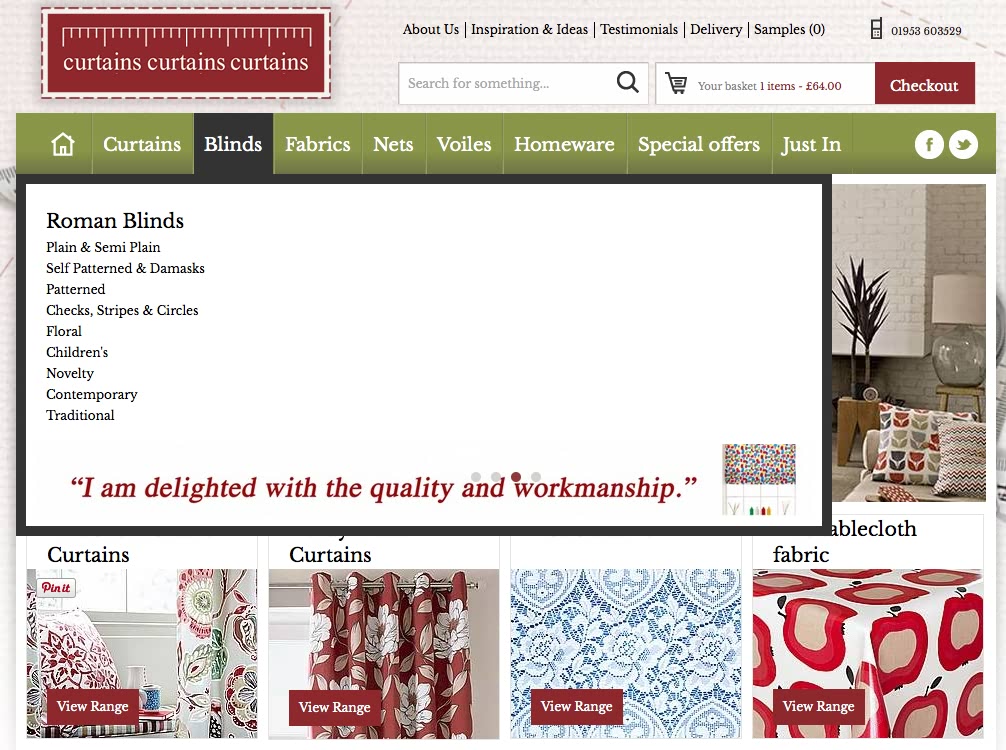 curtains curtains curtains
About Us | Inspiration & Ideas | Testimonials | Delivery | Samples (0)
01953 603529
Search for something...
Your basket 1 items - £64.00
Checkout
Curtains
Blinds
Fabrics
Nets
Voiles
Homeware
Special offers
Just In
Roman Blinds
Plain & Semi Plain
Self Patterned & Damasks
Patterned
Checks, Stripes & Circles
Floral
Children's
Novelty
Contemporary
Traditional
“I am delighted with the quality and workmanship.”
Curtains
Curtains
fabric
Pin it
View Range
View Range
View Range
View Range